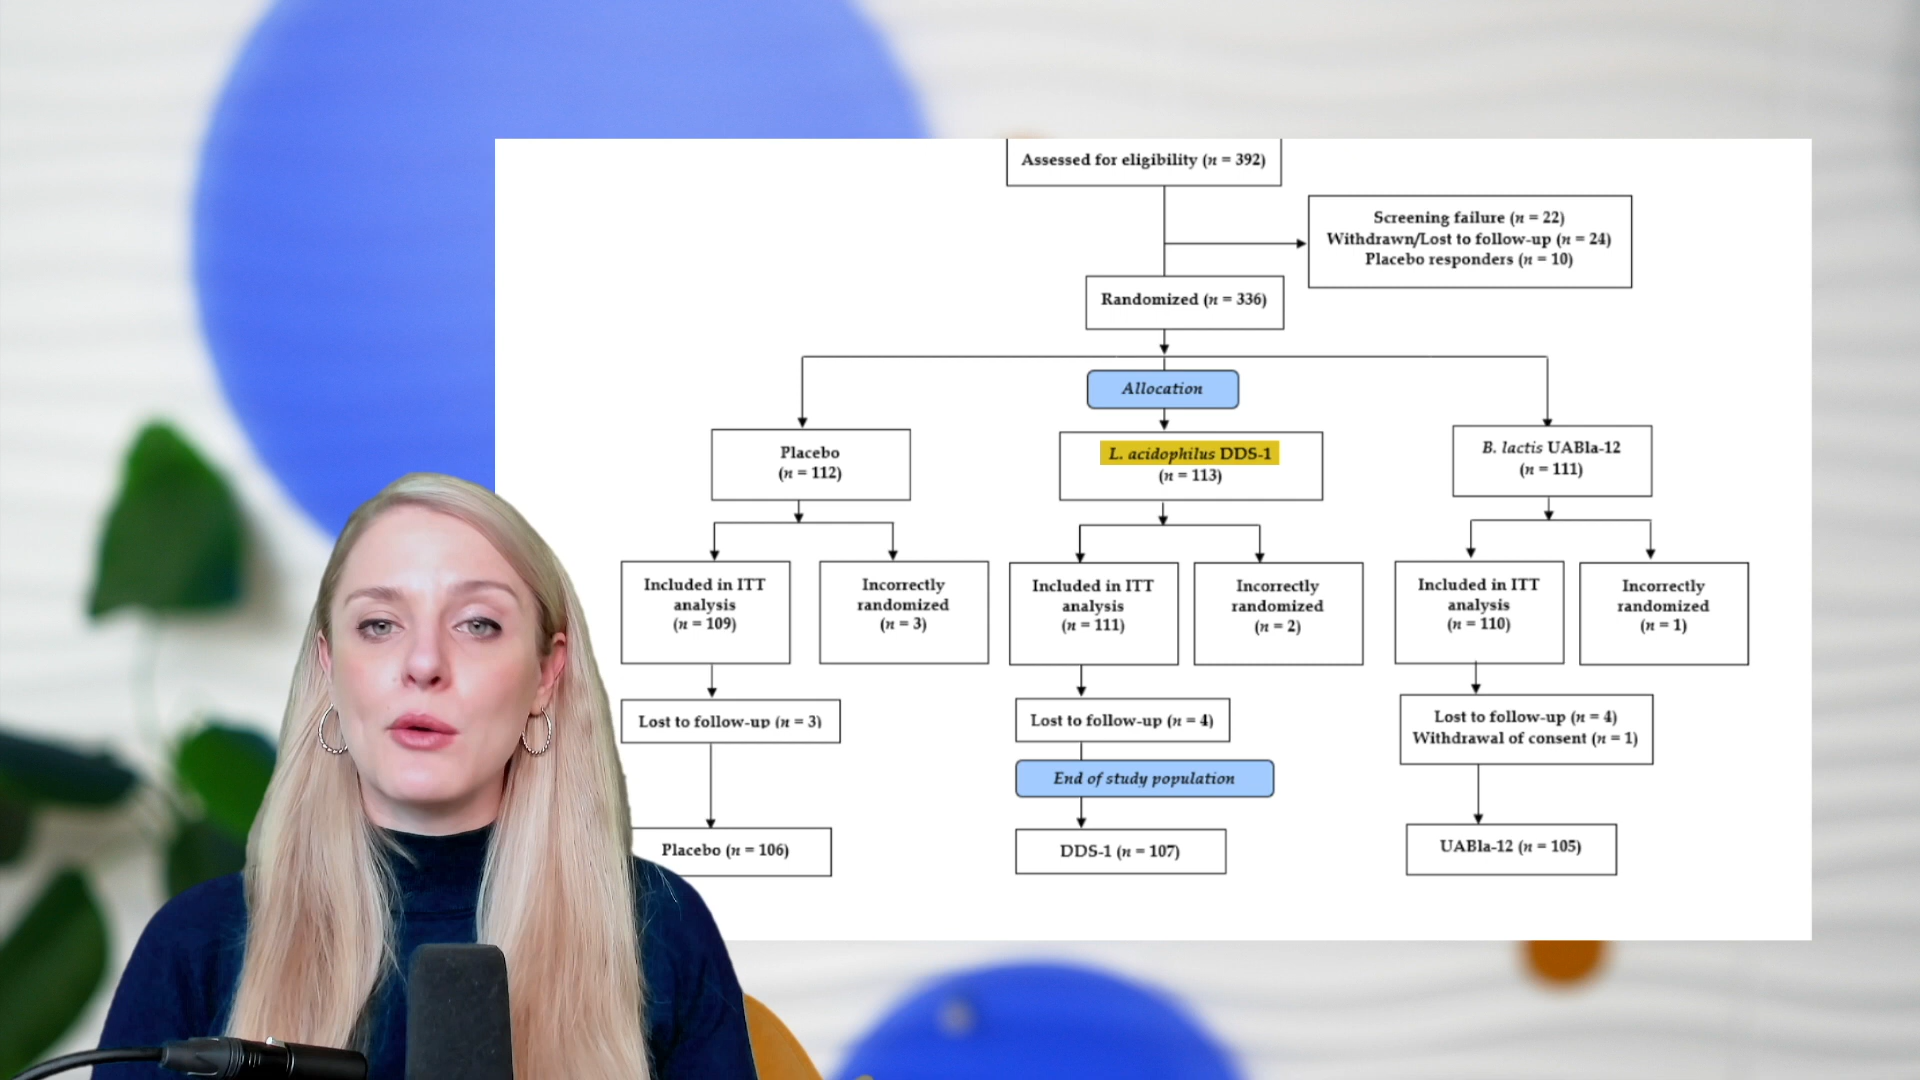 Assessed for eligibility (n = 392)
Screening failure (n = 22)
Withdrawn/Lost to follow-up (n = 24)
Placebo responders (n = 10)
Randomized (n = 336)
Allocation
Placebo
(n = 112)
L. acidophilus DDS-1
(n = 113)
B. lactis UABla-12
(n = 111)
Included in ITT
analysis
(n = 109)
Incorrectly
randomized
(n = 3)
Included in ITT
analysis
(n = 111)
Incorrectly
randomized
(n = 2)
Included in ITT
analysis
(n = 110)
Incorrectly
randomized
(n = 1)
Lost to follow-up (n = 3)
Lost to follow-up (n = 4)
Lost to follow-up (n = 4)
Withdrawal of consent (n = 1)
End of study population
Placebo (n = 106)
DDS-1 (n = 107)
UABla-12 (n = 105)